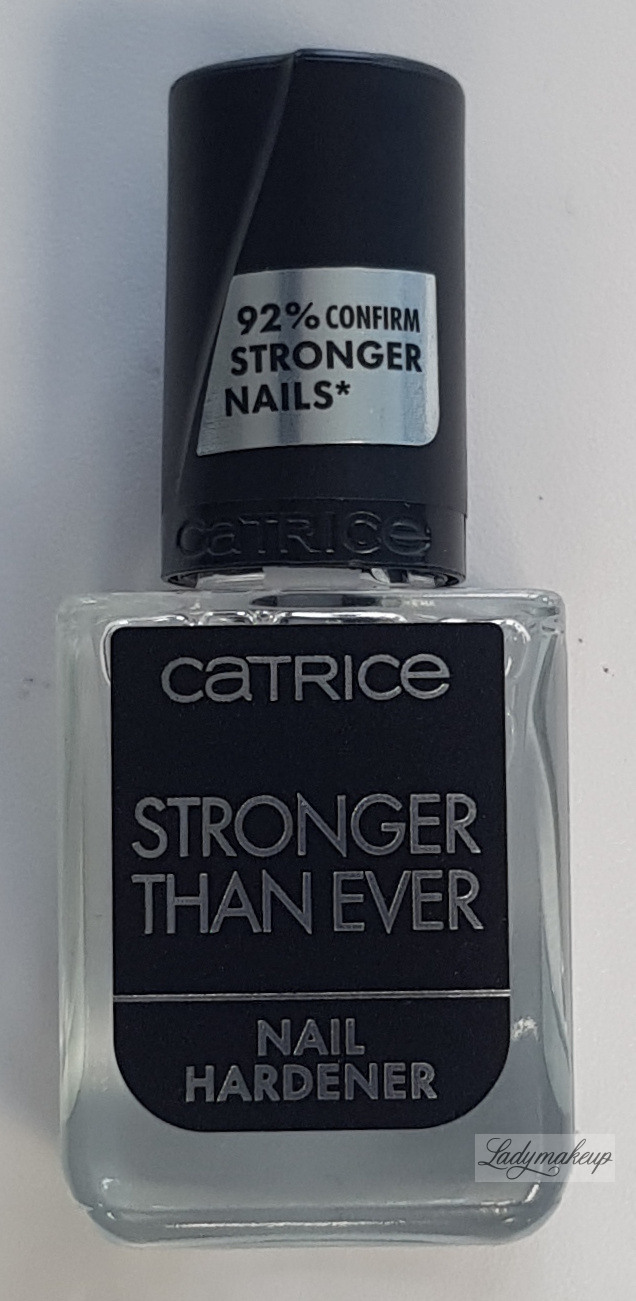 92% CONFIRM
STRONGER
NAILS*
CATRICE
CATRICE
STRONGER
THAN EVER
NAIL
HARDENER
Ladymakeup